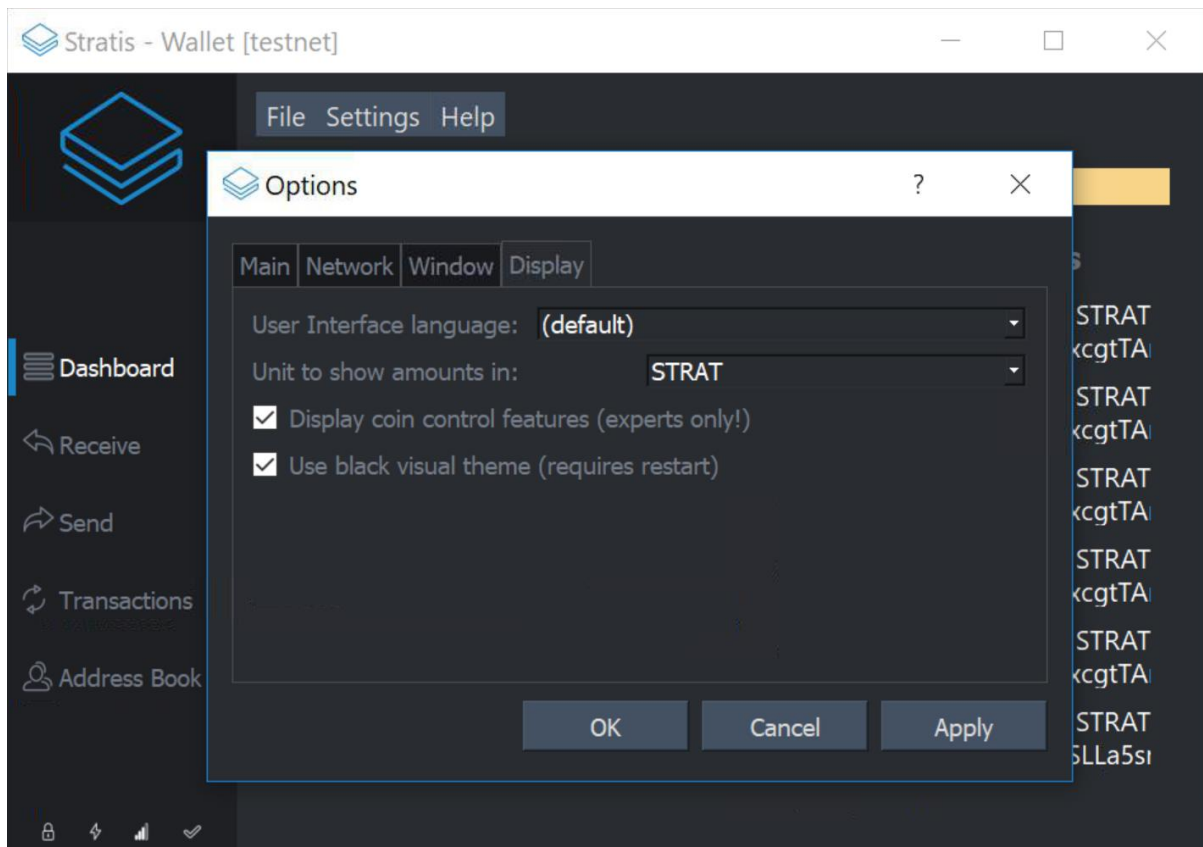 Stratis - Wallet [testnet]
File Settings Help
Options
?
Main Network Window Display
User Interface language: (default)
Unit to show amounts in: STRAT
Display coin control features (experts only!)
Use black visual theme (requires restart)
OK Cancel Apply
Dashboard
Receive
Send
Transactions
Address Book
STRAT
STRAT
STRAT
STRAT
STRAT
STRAT